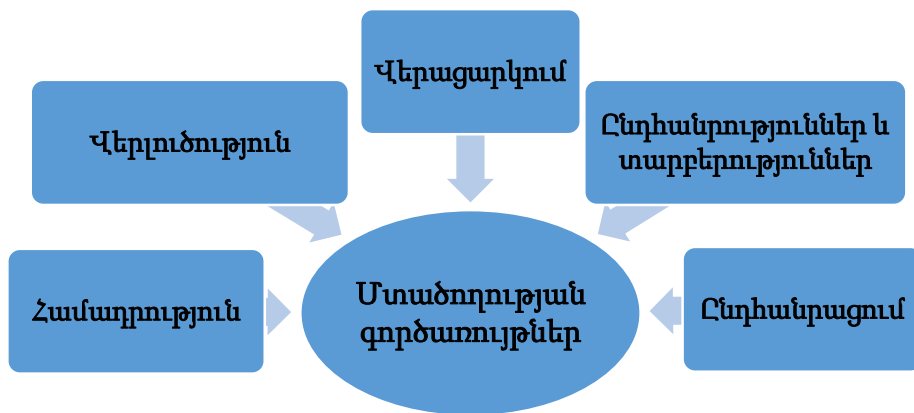 Վերացարկում
Վերլուծություն
Ընդհանրություններ և
տարբերություններ
Համադրություն
Մտածողության
գործառույթներ
Ընդհանրացում